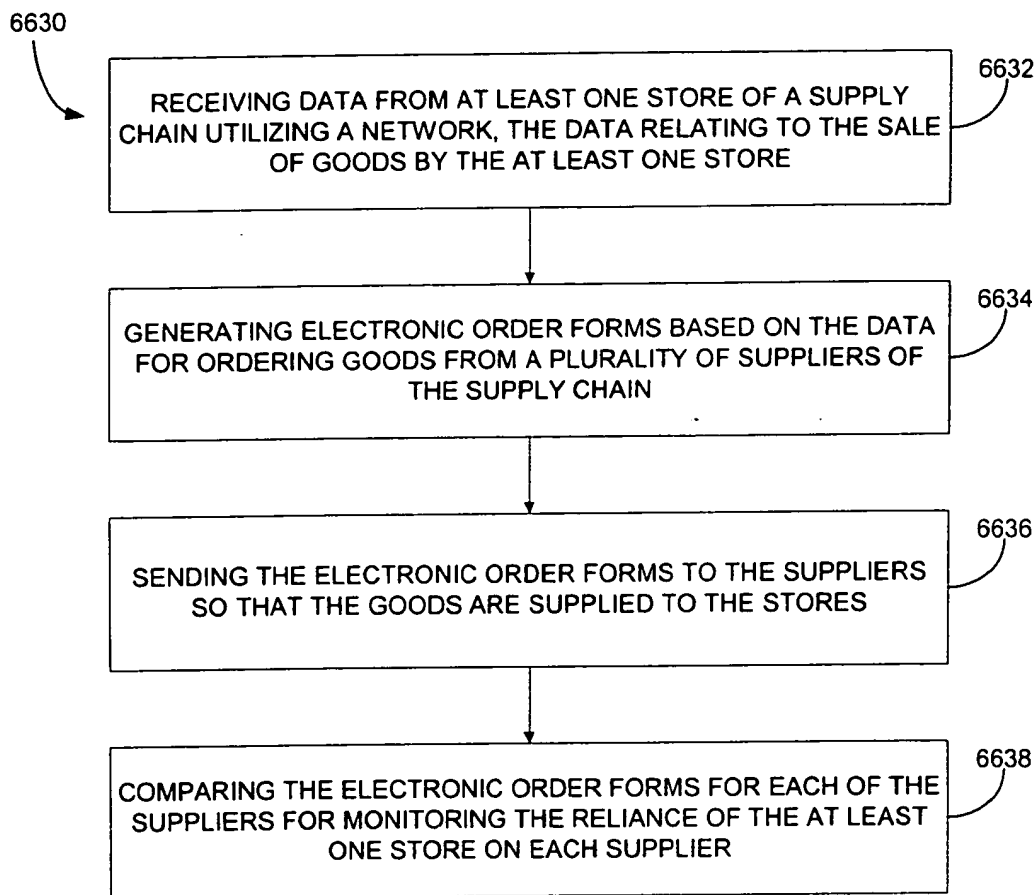 6630
6632
RECEIVING DATA FROM AT LEAST ONE STORE OF A SUPPLY
CHAIN UTILIZING A NETWORK, THE DATA RELATING TO THE SALE
OF GOODS BY THE AT LEAST ONE STORE
6634
GENERATING ELECTRONIC ORDER FORMS BASED ON THE DATA
FOR ORDERING GOODS FROM A PLURALITY OF SUPPLIERS OF
THE SUPPLY CHAIN
6636
SENDING THE ELECTRONIC ORDER FORMS TO THE SUPPLIERS
SO THAT THE GOODS ARE SUPPLIED TO THE STORES
6638
COMPARING THE ELECTRONIC ORDER FORMS FOR EACH OF THE
SUPPLIERS FOR MONITORING THE RELIANCE OF THE AT LEAST
ONE STORE ON EACH SUPPLIER